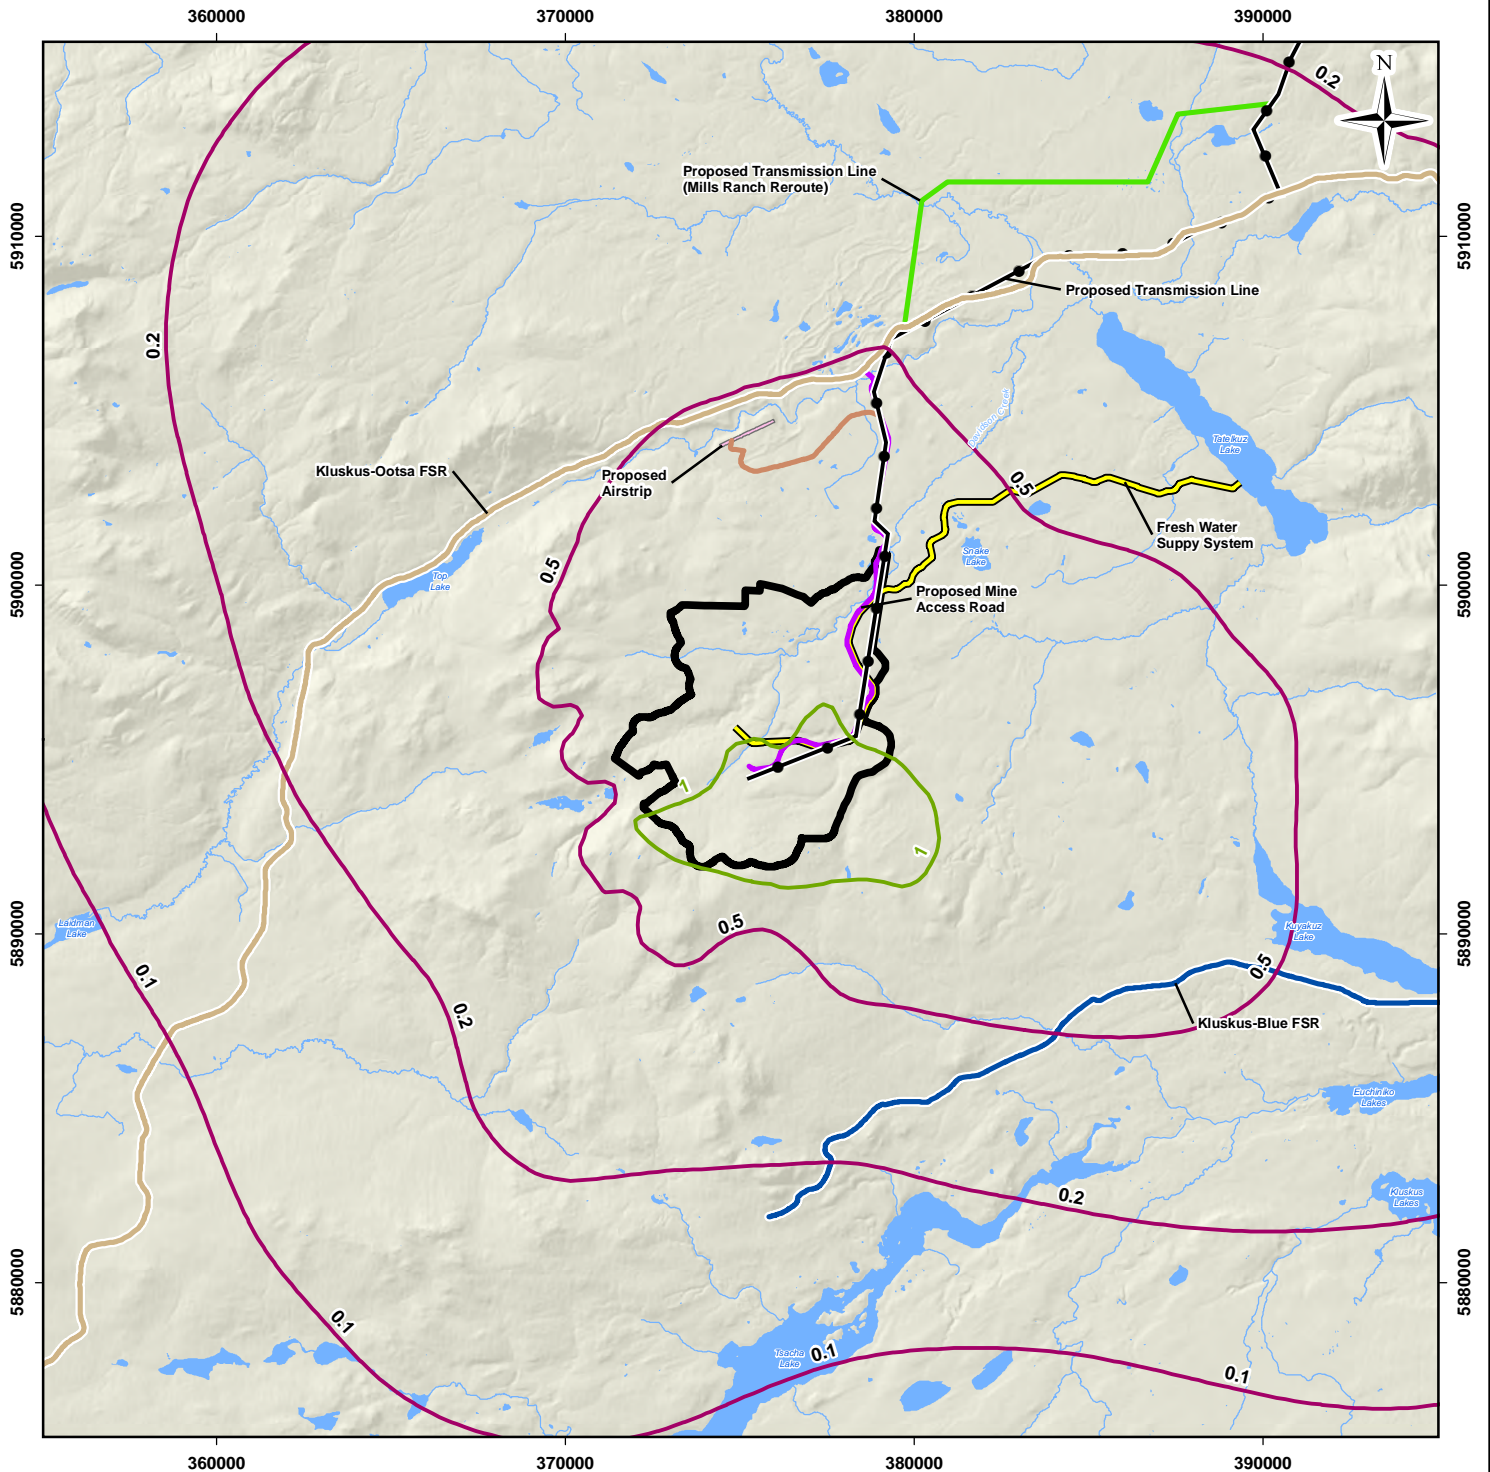 360000
370000
380000
390000
N
0.2
Proposed Transmission Line
(Mills Ranch Reroute)
5910000
5910000
Proposed Transmission Line
0.2
Davidson Creek
Tatelkuz
Lake
Kluskus-Ootsa FSR
Proposed
Airstrip
0.5
Fresh Water
Suppy System
Snake
Lake
0.5
Top
Lake
5900000
5900000
Proposed Mine
Access Road
1
1
Laidman
Lake
0.5
Kuyakuz
Lake
5890000
5890000
0.1
0.5
0.2
Kluskus-Blue FSR
Euchiniko
Lakes
0.2
Kluskus
Lakes
5880000
5880000
0.1
Tsacha
Lake
0.1
0.1
360000
370000
380000
390000